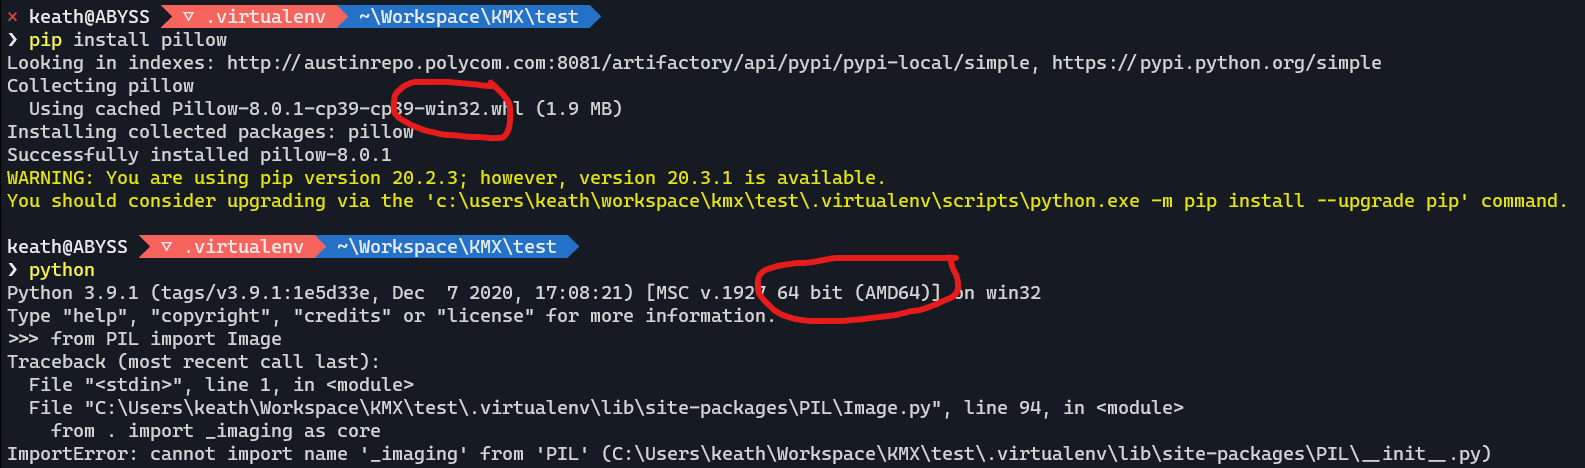 × keath@ABYSS ▽ .virtualenv ~\Workspace\KMX\test
❯ pip install pillow
Looking in indexes: http://austinrepo.polycom.com:8081/artifactory/api/pypi/pypi-local/simple, https://pypi.python.org/simple
Collecting pillow
  Using cached Pillow-8.0.1-cp39-cp39-win32.whl (1.9 MB)
Installing collected packages: pillow
Successfully installed pillow-8.0.1
WARNING: You are using pip version 20.2.3; however, version 20.3.1 is available.
You should consider upgrading via the 'c:\users\keath\workspace\kmx\test\.virtualenv\scripts\python.exe -m pip install --upgrade pip' command.
keath@ABYSS ▽ .virtualenv ~\Workspace\KMX\test
❯ python
Python 3.9.1 (tags/v3.9.1:1e5d33e, Dec  7 2020, 17:08:21) [MSC v.1927 64 bit (AMD64)] on win32
Type "help", "copyright", "credits" or "license" for more information.
>>> from PIL import Image
Traceback (most recent call last):
  File "<stdin>", line 1, in <module>
  File "C:\Users\keath\Workspace\KMX\test\.virtualenv\lib\site-packages\PIL\Image.py", line 94, in <module>
    from . import _imaging as core
ImportError: cannot import name '_imaging' from 'PIL' (C:\Users\keath\Workspace\KMX\test\.virtualenv\lib\site-packages\PIL\__init__.py)